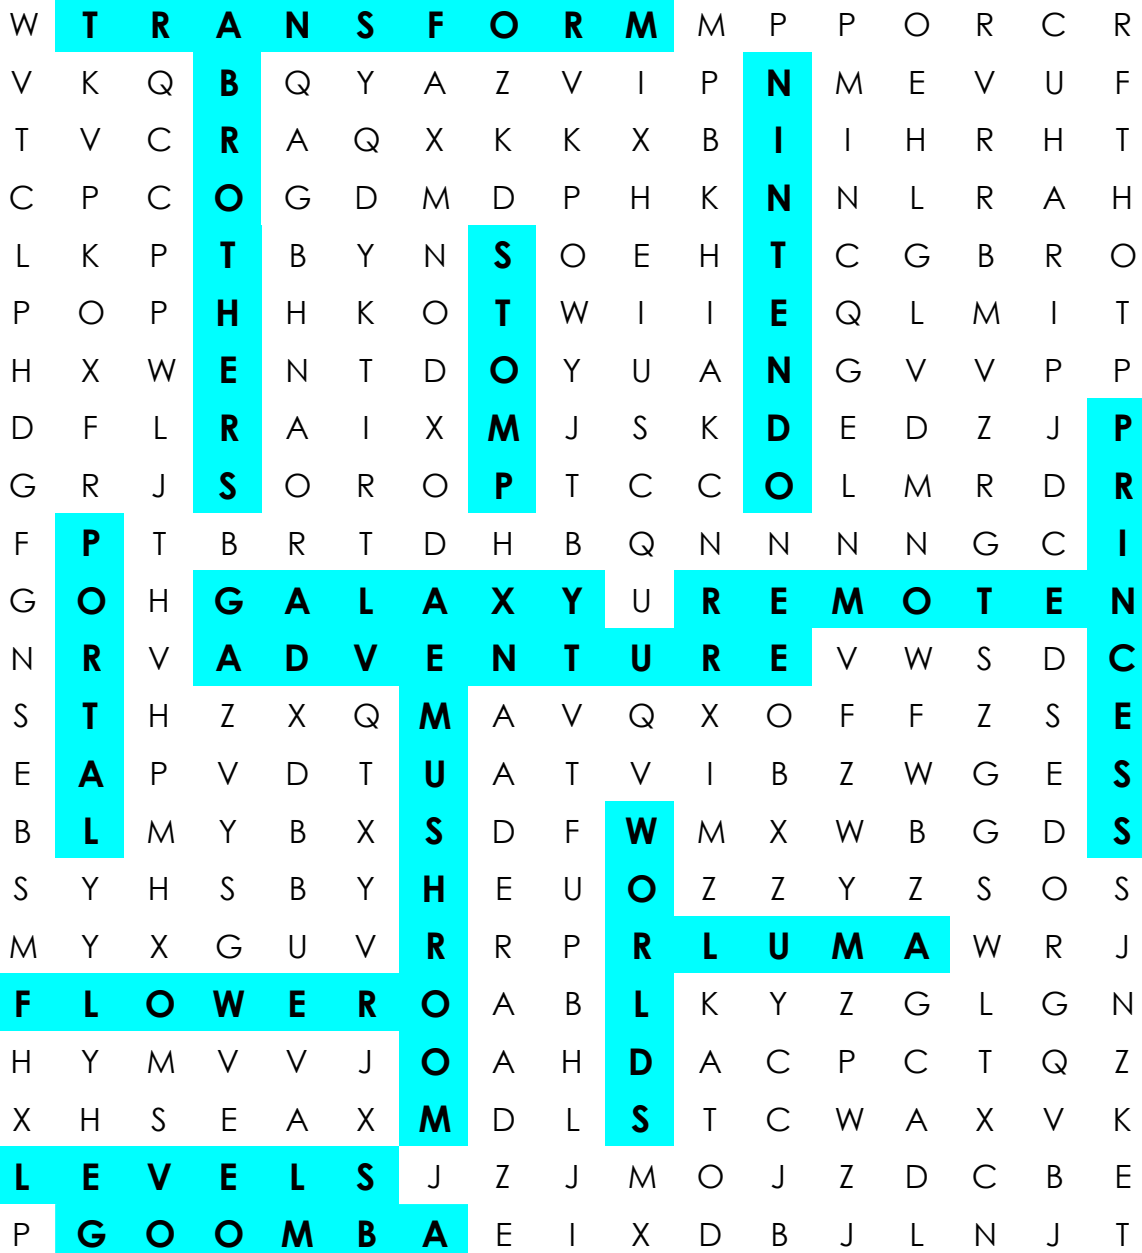 W T R A N S F O R M M P P O R C R
V K Q B Q Y A Z V I P N M E V U F
T V C R A Q X K K X B I I H R H T
C P C O G D M D P H K N N L R A H
L K P T B Y N S O E H T C G B R O
P O P H H K O T W I I E Q L M I T
H X W E N T D O Y U A N G V V P P
D F L R A I X M J S K D E D Z J P
G R J S O R O P T C C O L M R D R
F P T B R T D H B Q N N N N G C I
G O H G A L A X Y U R E M O T E N
N R V A D V E N T U R E V W S D C
S T H Z X Q M A V Q X O F F Z S E
E A P V D T U A T V I B Z W G E S
B L M Y B X S D F W M X W B G D S
S Y H S B Y H E U O Z Z Y Z S O S
M Y X G U V R R P R L U M A W R J
F L O W E R O A B L K Y Z G L G N
H Y M V V J O A H D A C P C T Q Z
X H S E A X M D L S T C W A X V K
L E V E L S J Z J M O J Z D C B E
P G O O M B A E I X D B J L N J T